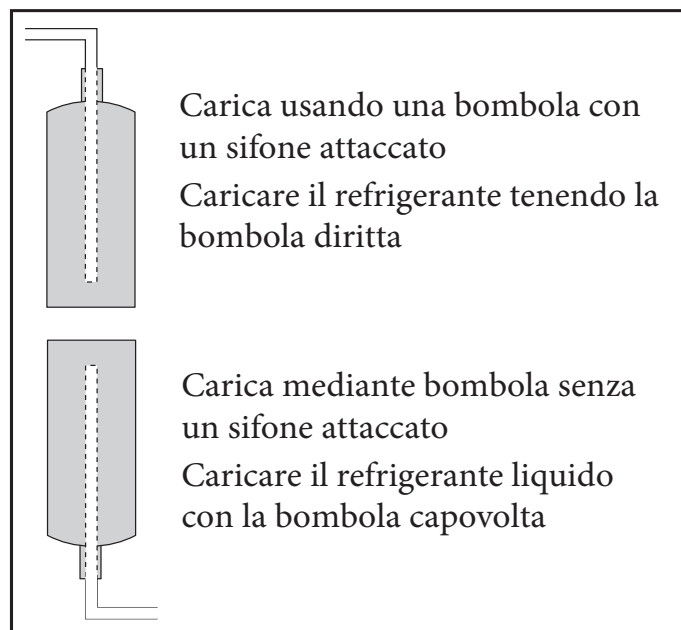 Carica usando una bombola con
un sifone attaccato
Caricare il refrigerante tenendo la
bombola diritta
Carica mediante bombola senza
un sifone attaccato
Caricare il refrigerante liquido
con la bombola capovolta